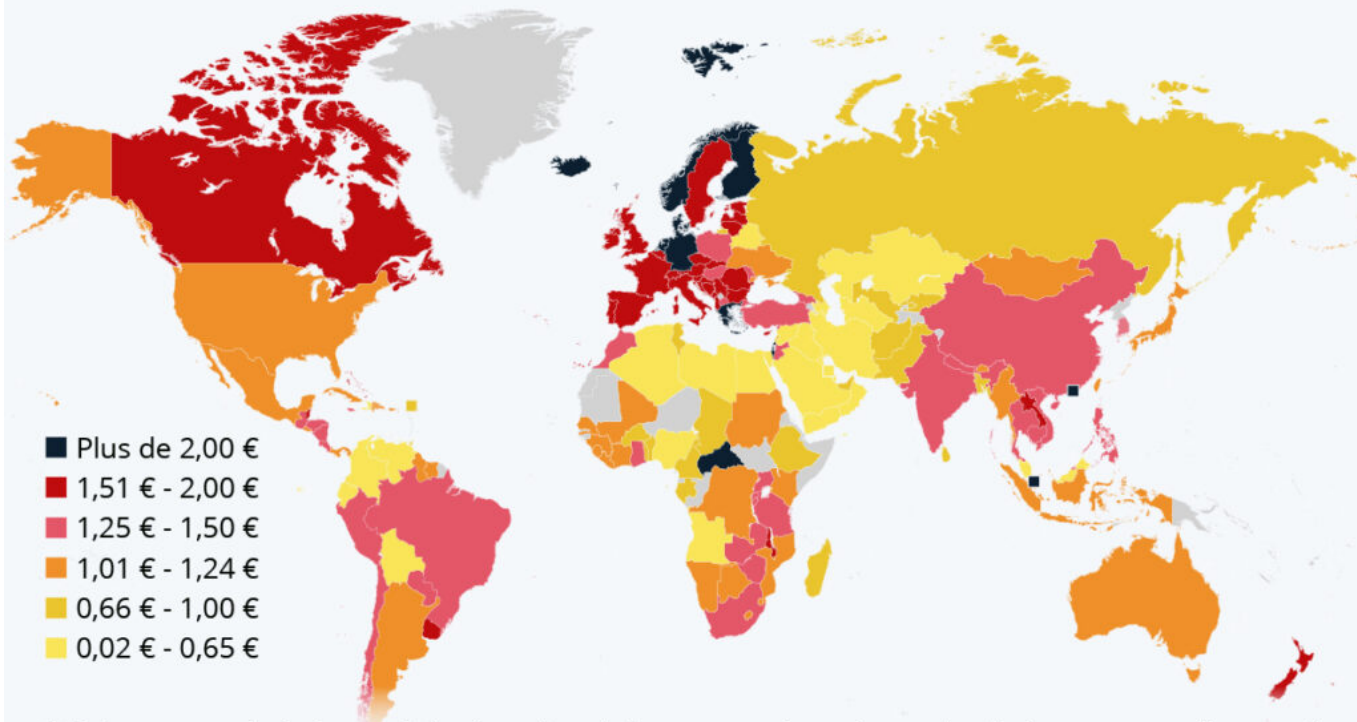 Plus de 2,00 €
1,51 € - 2,00 €
1,25 € - 1,50 €
1,01 € - 1,24 €
0,66 € - 1,00 €
0,02 € - 0,65 €